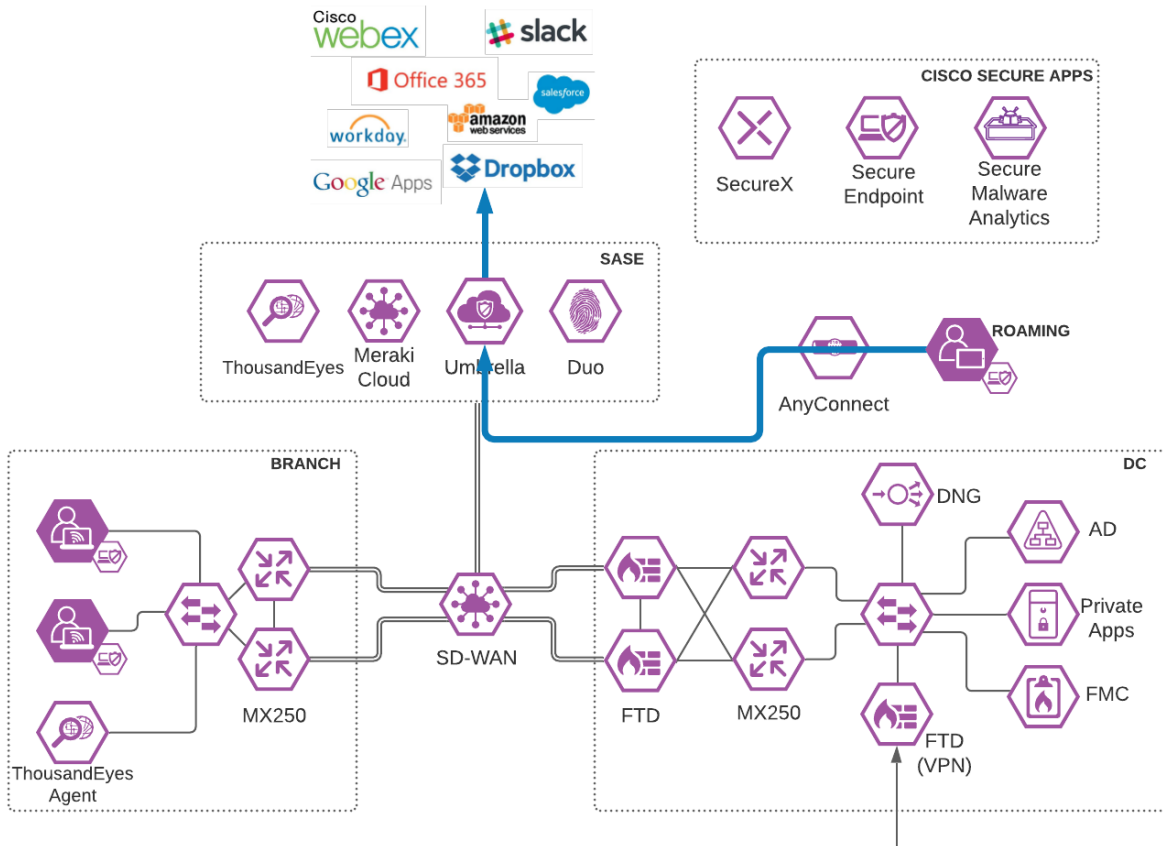 Cisco
webex
slack
Office 365
salesforce
workday.
amazon
web services
Google Apps
Dropbox
CISCO SECURE APPS
SecureX
Secure
Endpoint
Secure
Malware
Analytics
SASE
ThousandEyes
Meraki
Cloud
Umbrella
Duo
ROAMING
AnyConnect
BRANCH
ThousandEyes
Agent
MX250
SD-WAN
DC
FTD
MX250
DNG
AD
Private
Apps
FMC
FTD
(VPN)